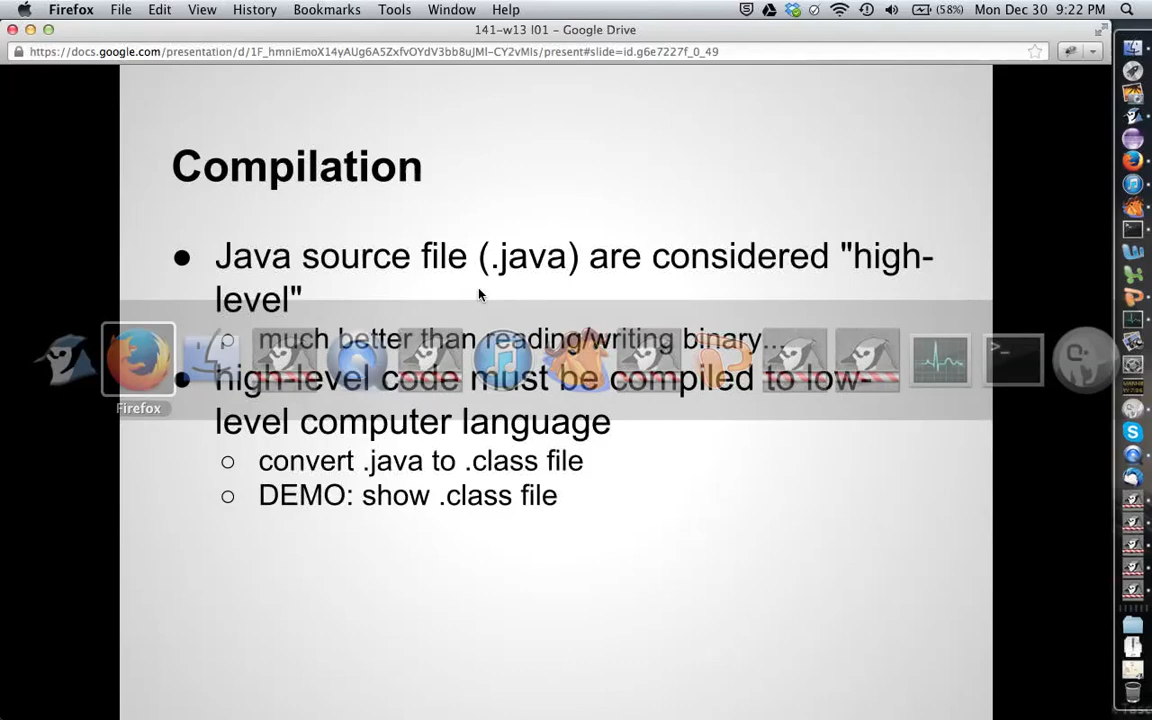 Firefox File Edit View History Bookmarks Tools Window Help (58%) Mon Dec 30 9:22 PM
141-w13 l01 - Google Drive
https://docs.google.com/presentation/d/1F_hmniEmoX14yAUg6A5ZxfvOYdV3bb8uJMl-CY2vMIs/present#slide=id.g6e7227f_0_49
Compilation
● Java source file (.java) are considered "high-
level"
○ much better than reading/writing binary...
● high-level code must be compiled to low-
level computer language
Firefox
○ convert .java to .class file
○ DEMO: show .class file